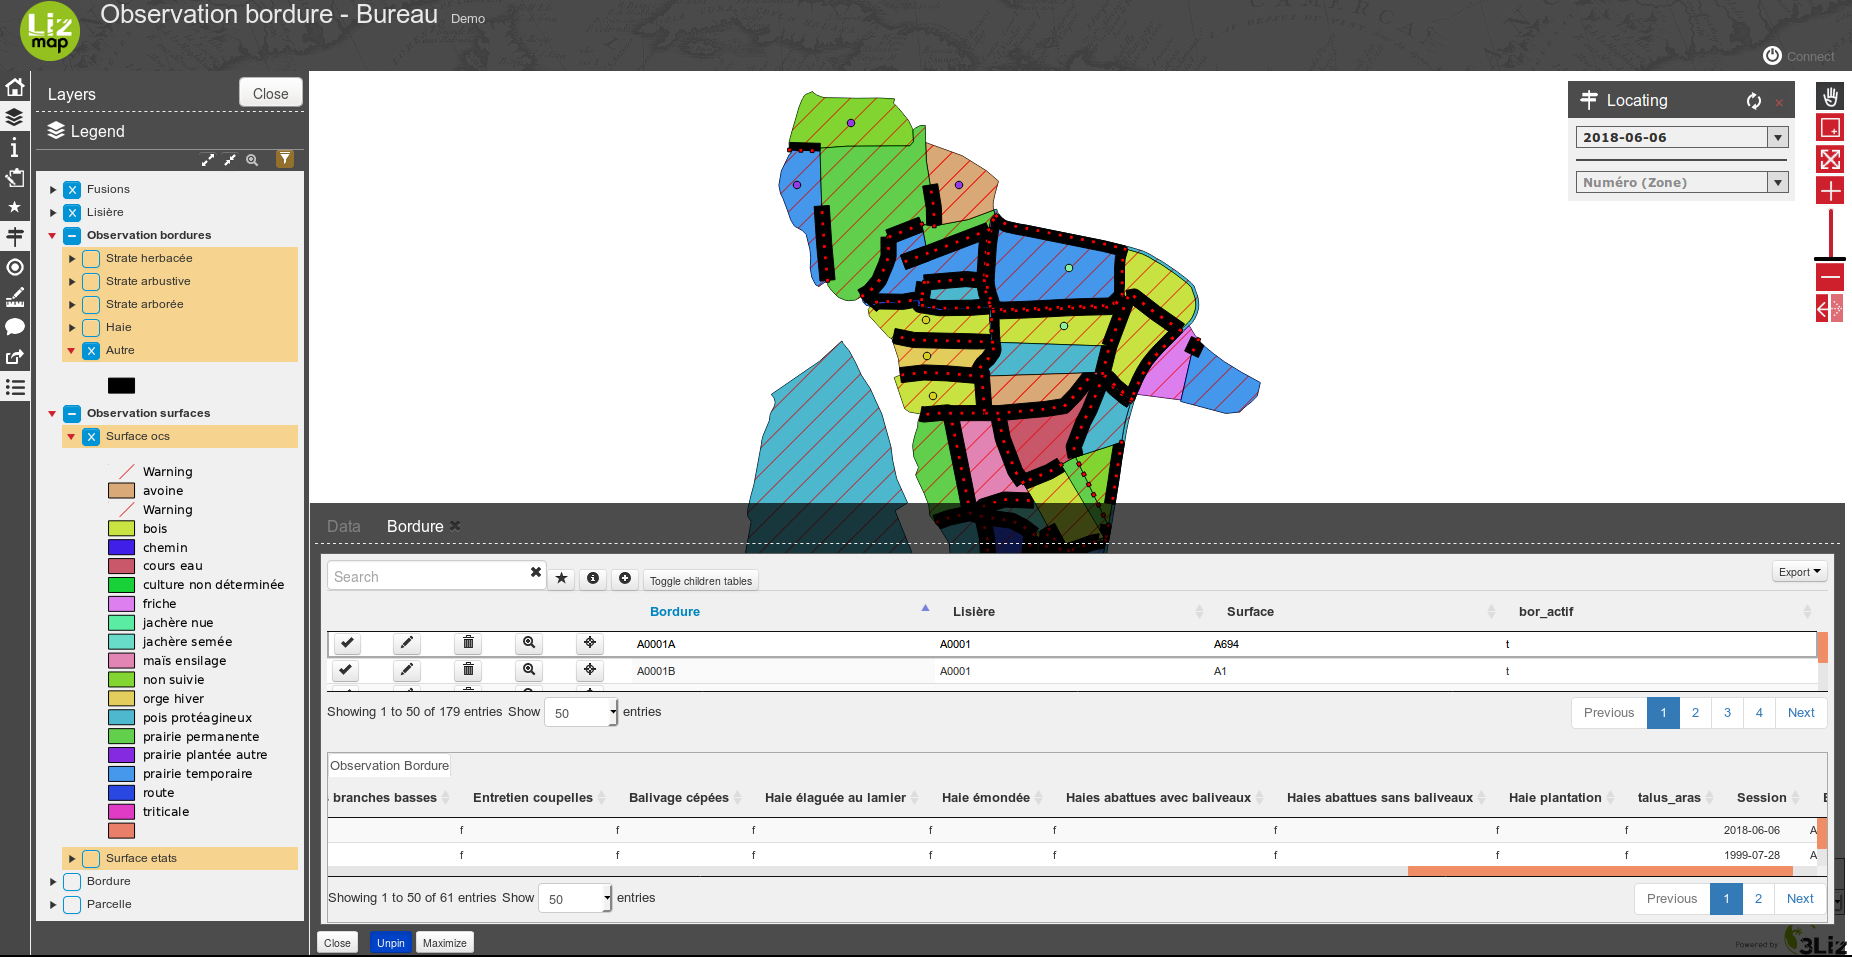 Liz
map
Observation bordure - Bureau Demo
Connect
Layers
Close
Legend
Fusions
Lisière
Observation bordures
Strate herbacée
Strate arbustive
Strate arborée
Haie
Autre
Observation surfaces
Surface ocs
Warning
avoine
Warning
bois
chemin
cours eau
culture non déterminée
friche
jachère nue
jachère semée
maïs ensilage
non suivie
orge hiver
pois protéagineux
prairie permanente
prairie plantée autre
prairie temporaire
route
triticale
Surface etats
Bordure
Parcelle
Locating
2018-06-06
Numéro (Zone)
Data Bordure
Search
Toggle children tables
Export
Bordure Lisière Surface bor_actif
A0001A A0001 A694 t
A0001B A0001 A1 t
Showing 1 to 50 of 179 entries Show 50 entries
Previous 1 2 3 4 Next
Observation Bordure
branches basses Entretien coupelles Balivage cépées Haie élaguée au lamier Haie émondée Haies abattues avec baliveaux Haies abattues sans baliveaux Haie plantation talus_aras Session
f f f f f f f f 2018-06-06 A
f f f f f f f f 1999-07-28 A
Showing 1 to 50 of 61 entries Show 50 entries
Previous 1 2 Next
Close Unpin Maximize
Powered by 3Liz